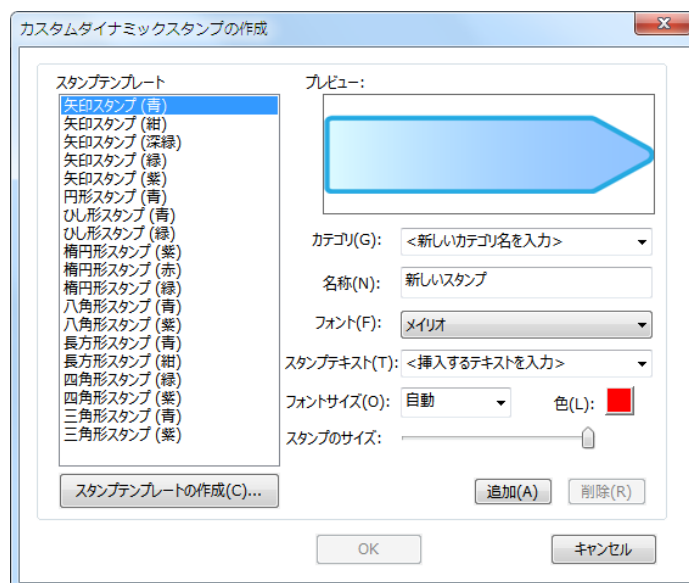 カスタムダイナミックスタンプの作成
スタンプテンプレート
矢印スタンプ (青)
矢印スタンプ (紺)
矢印スタンプ (深緑)
矢印スタンプ (緑)
矢印スタンプ (紫)
円形スタンプ (青)
ひし形スタンプ (青)
ひし形スタンプ (緑)
楕円形スタンプ (紫)
楕円形スタンプ (赤)
楕円形スタンプ (緑)
八角形スタンプ (青)
八角形スタンプ (紫)
長方形スタンプ (青)
長方形スタンプ (紺)
四角形スタンプ (緑)
四角形スタンプ (紫)
三角形スタンプ (青)
三角形スタンプ (紫)
スタンプテンプレートの作成(C)...
プレビュー:
カテゴリ(G): <新しいカテゴリ名を入力>
名称(N): 新しいスタンプ
フォント(F): メイリオ
スタンプテキスト(T): <挿入するテキストを入力>
フォントサイズ(O): 自動 色(L):
スタンプのサイズ:
追加(A) 削除(R)
OK キャンセル